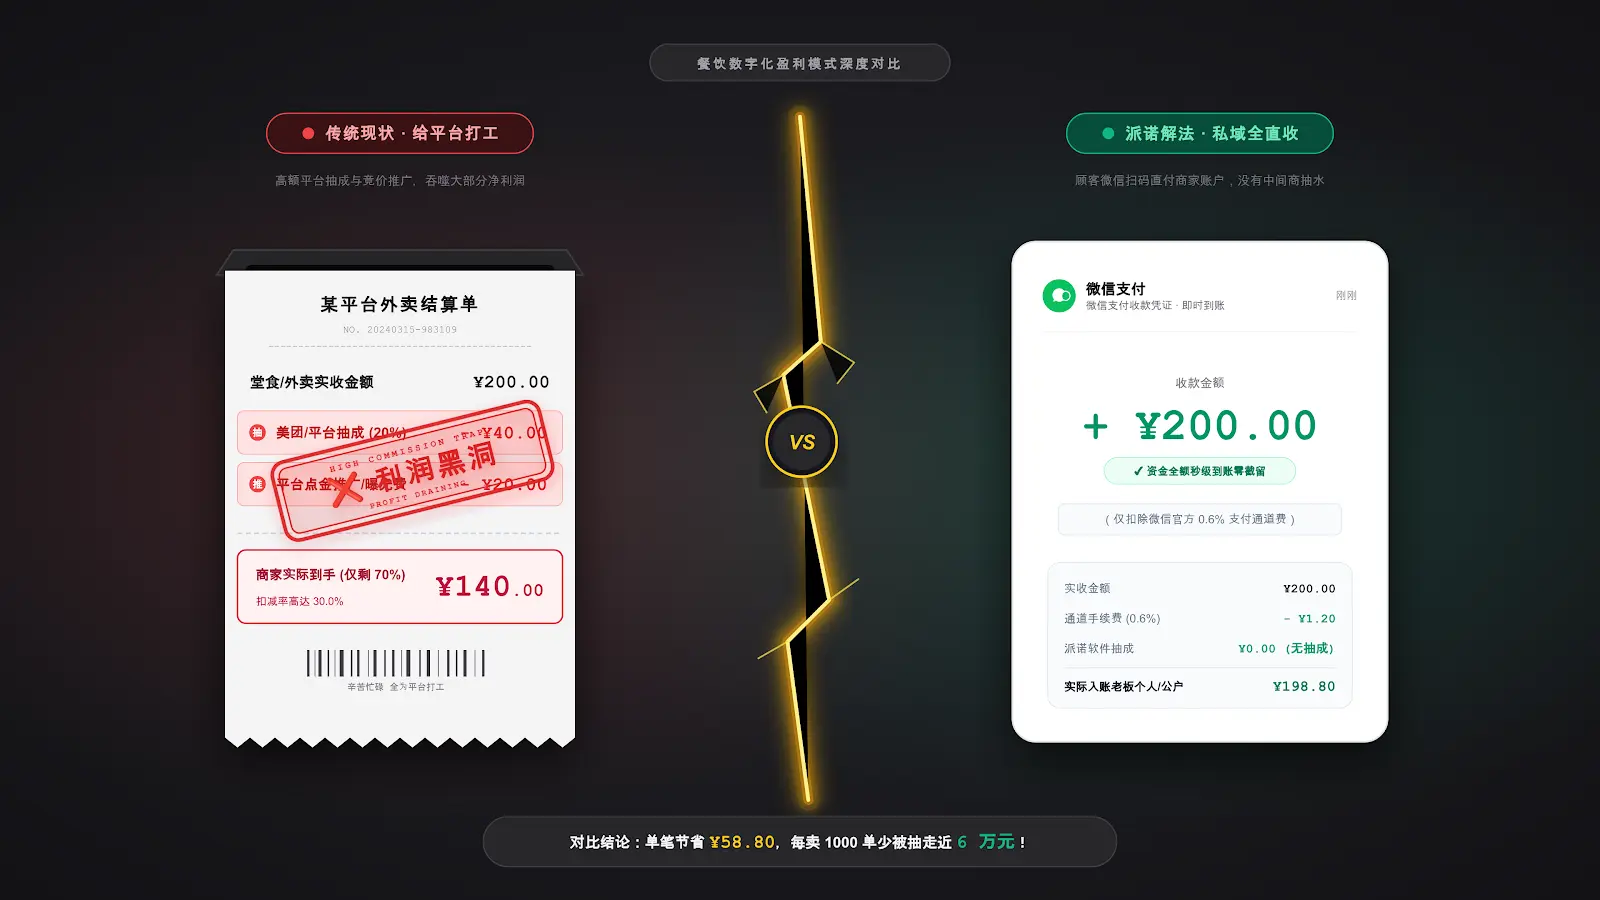 餐饮数字化盈利模式深度对比
传统现状 · 给平台打工
高额平台抽成与竞价推广，吞噬大部分净利润
某平台外卖结算单
NO. 20240315-983109
堂食/外卖实收金额 ¥200.00
抽 美团/平台抽成 (20%) ¥40.00
推 平台点金推广/曝光费 ¥20.00
HIGH COMMISSION TRAP
利润黑洞
PROFIT DRAINING
商家实际到手 (仅剩 70%) ¥140.00
扣减率高达 30.0%
辛苦忙碌 全为平台打工
VS
派诺解法 · 私域全直收
顾客微信扫码直付商家账户，没有中间商抽水
微信支付 刚刚
微信支付收款凭证 · 即时到账
收款金额
+ ¥200.00
✓ 资金全额秒级到账零截留
( 仅扣除微信官方 0.6% 支付通道费 )
实收金额 ¥200.00
通道手续费 (0.6%) - ¥1.20
派诺软件抽成 ¥0.00 (无抽成)
实际入账老板个人/公户 ¥198.80
对比结论：单笔节省 ¥58.80，每卖 1000 单少被抽走近 6 万元！